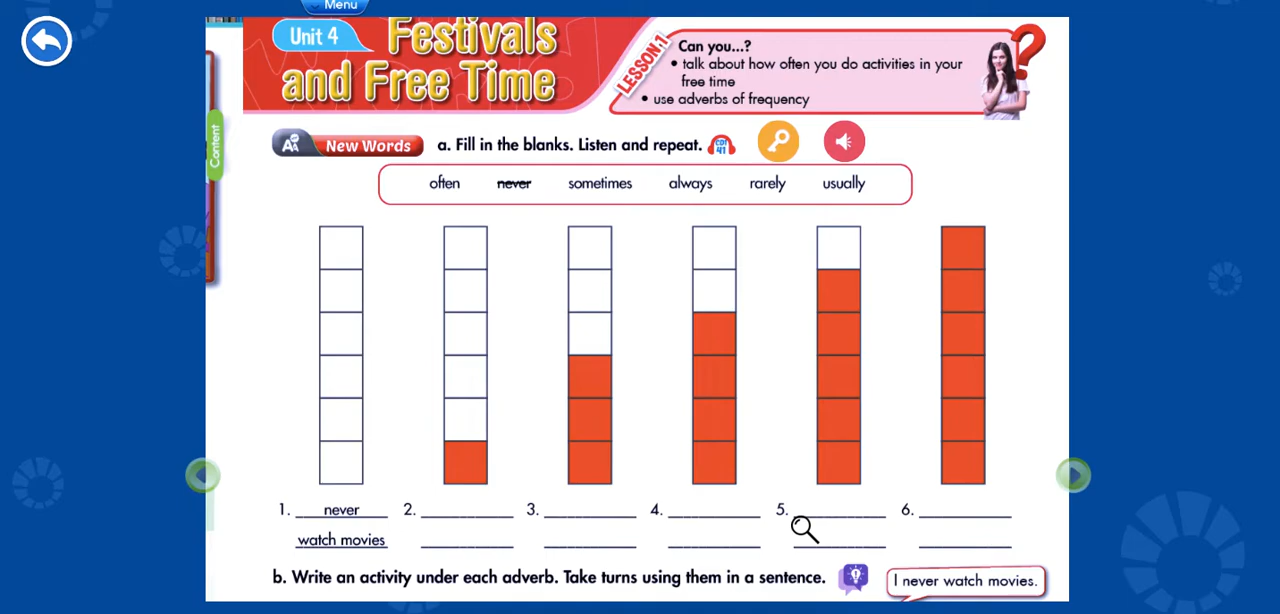 Menu
Unit 4
Festivals
and Free Time
LESSON 1
Can you...?
• talk about how often you do activities in your
free time
• use adverbs of frequency
Content
New Words
a. Fill in the blanks. Listen and repeat.
CD1
41
often never sometimes always rarely usually
1. never 2. 3. 4. 5. 6.
watch movies
b. Write an activity under each adverb. Take turns using them in a sentence.
I never watch movies.